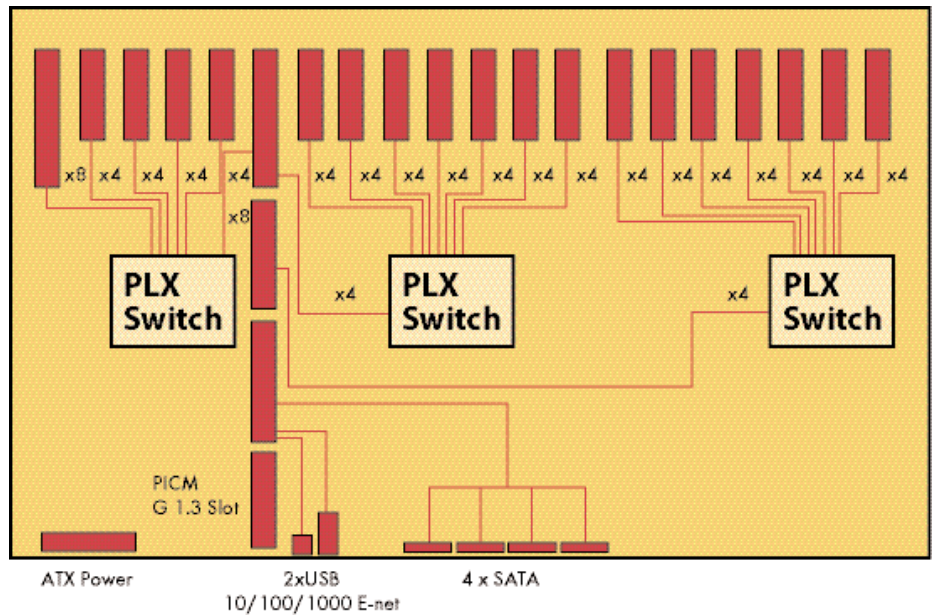 x8 x4 x4 x4 x4 x4 x4 x4 x4 x4 x4 x4 x4 x4 x4 x4 x4 x4
x8
PLX
Switch
x4
PLX
Switch
x4
PLX
Switch
PICM
G 1.3 Slot
ATX Power
2xUSB
10/100/1000 E-net
4 x SATA